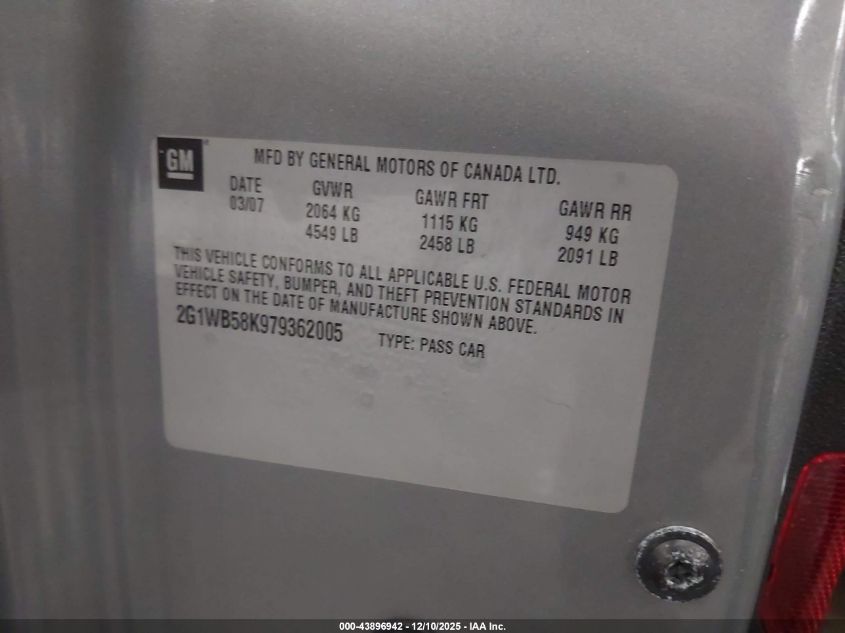 GM
MFD BY GENERAL MOTORS OF CANADA LTD.
DATE GVWR GAWR FRT GAWR RR
03/07 2064 KG 1115 KG 949 KG
4549 LB 2458 LB 2091 LB
THIS VEHICLE CONFORMS TO ALL APPLICABLE U.S. FEDERAL MOTOR
VEHICLE SAFETY, BUMPER, AND THEFT PREVENTION STANDARDS IN
EFFECT ON THE DATE OF MANUFACTURE SHOWN ABOVE.
2G1WB58K979362005 TYPE: PASS CAR
000-43896942 - 12/10/2025 - IAA Inc.